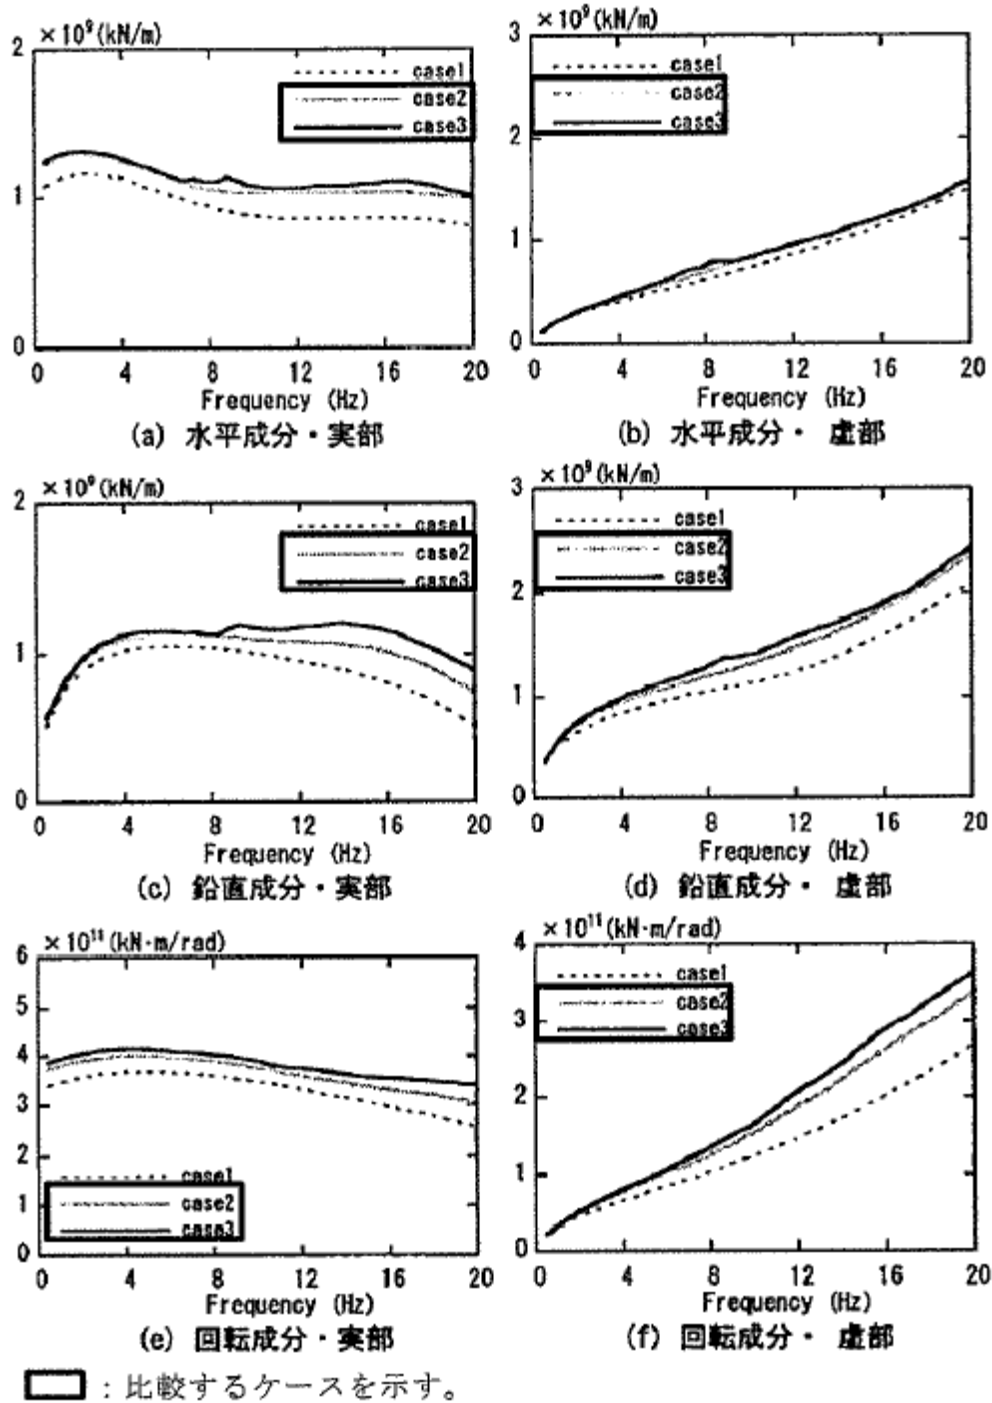 ×10⁹(kN/m)
2
1
0
case1
case2
case3
0 4 8 12 16 20
Frequency (Hz)
(a) 水平成分・実部
×10⁹(kN/m)
3
2
1
0
case1
case2
case3
0 4 8 12 16 20
Frequency (Hz)
(b) 水平成分・ 虚部
×10⁹(kN/m)
2
1
0
case1
case2
case3
0 4 8 12 16 20
Frequency (Hz)
(c) 鉛直成分・実部
×10⁹(kN/m)
3
2
1
0
case1
case2
case3
0 4 8 12 16 20
Frequency (Hz)
(d) 鉛直成分・ 虚部
×10¹¹(kN·m/rad)
6
5
4
3
2
1
0
case1
case2
case3
0 4 8 12 16 20
Frequency (Hz)
(e) 回転成分・実部
×10¹¹(kN·m/rad)
4
3
2
1
0
case1
case2
case3
0 4 8 12 16 20
Frequency (Hz)
(f) 回転成分・ 虚部
：比較するケースを示す。